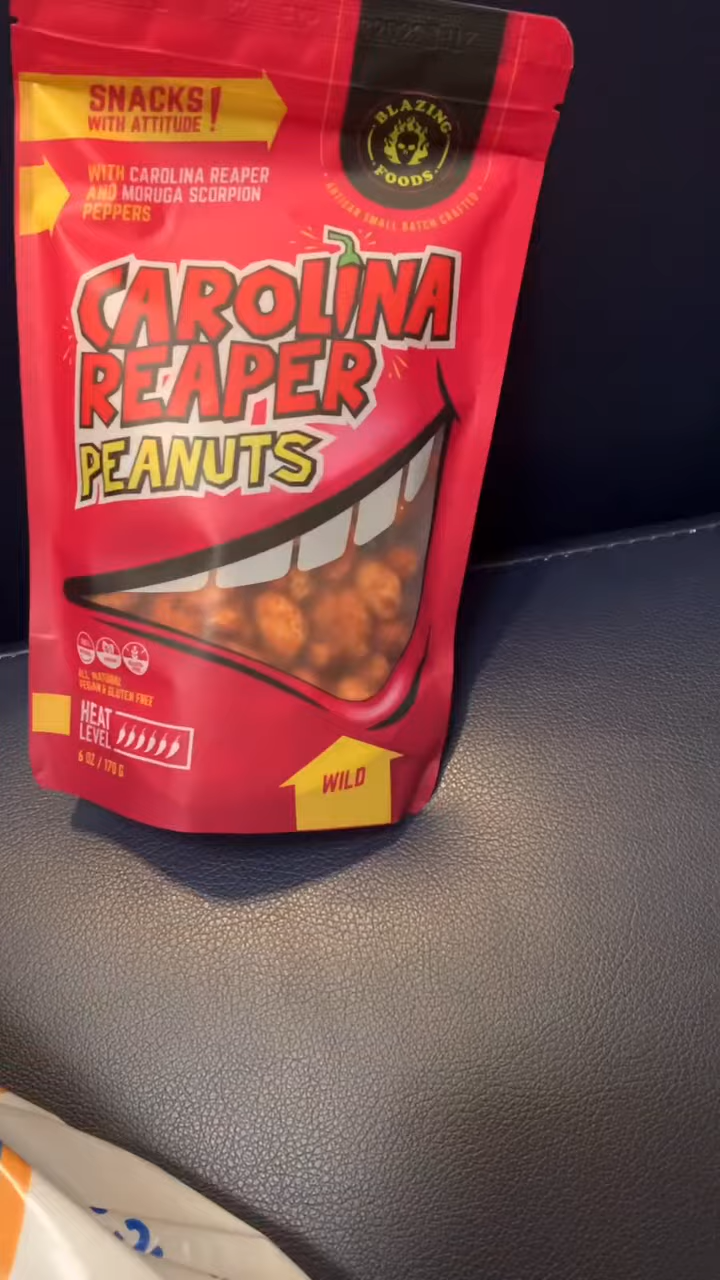 SNACKS!
WITH ATTITUDE
BLAZING
FOODS
ARTISAN SMALL BATCH CRAFTED
WITH CAROLINA REAPER
AND MORUGA SCORPION
PEPPERS
CAROLINA
REAPER
PEANUTS
ALL NATURAL
VEGAN & GLUTEN FREE
HEAT
LEVEL
6 OZ / 170 G
WILD